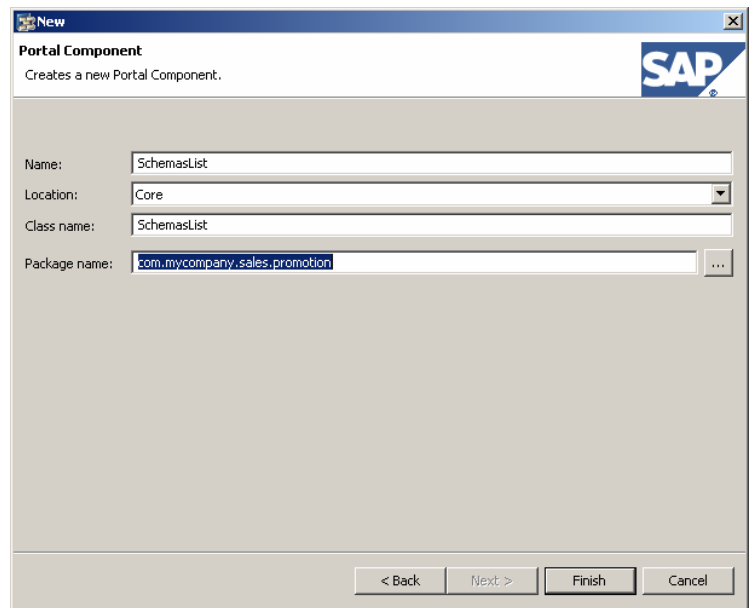 New
Portal Component
Creates a new Portal Component.
SAP
®
Name: SchemasList
Location: Core
Class name: SchemasList
Package name: com.mycompany.sales.promotion ...
< Back Next > Finish Cancel